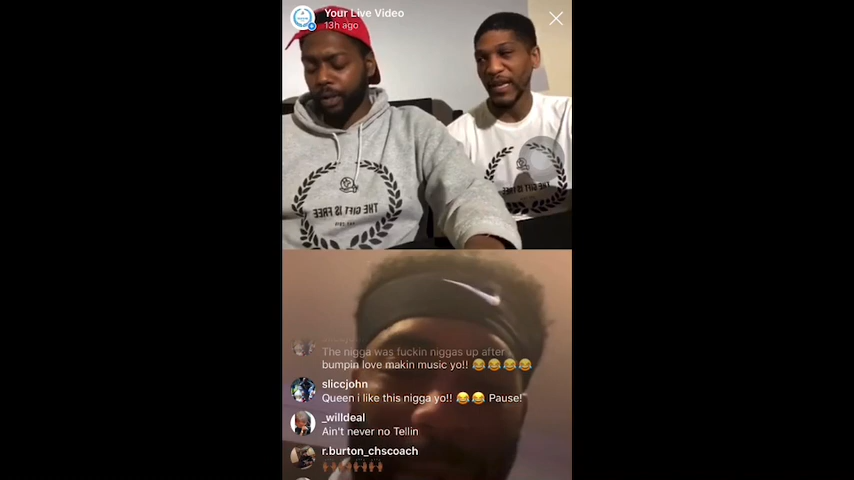 Your Live Video
13h ago
THE GIFT IS FREE
THE GIFT IS FREE
The nigga was fuckin niggas up after
bumpin love makin music yo!! 😂😂😂😂
sliccjohn
Queen i like this nigga yo!! 😂😂 Pause!
_willdeal
Ain't never no Tellin
r.burton_chscoach
🙌🏾🙌🏾🙌🏾🙌🏾